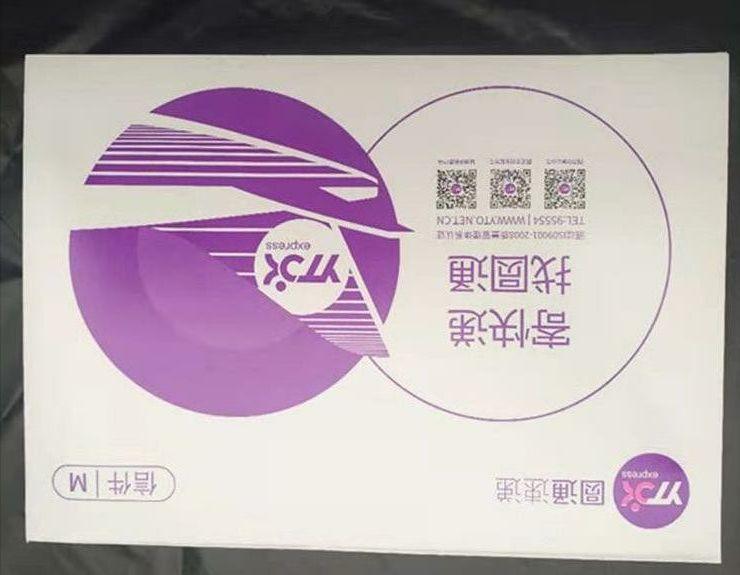 YTO
express
圆通速递
信件 | M
寄快递
找圆通
通过ISO9001-2008质量管理体系认证
TEL:95554 | WWW.YTO.NET.CN
YTO
express